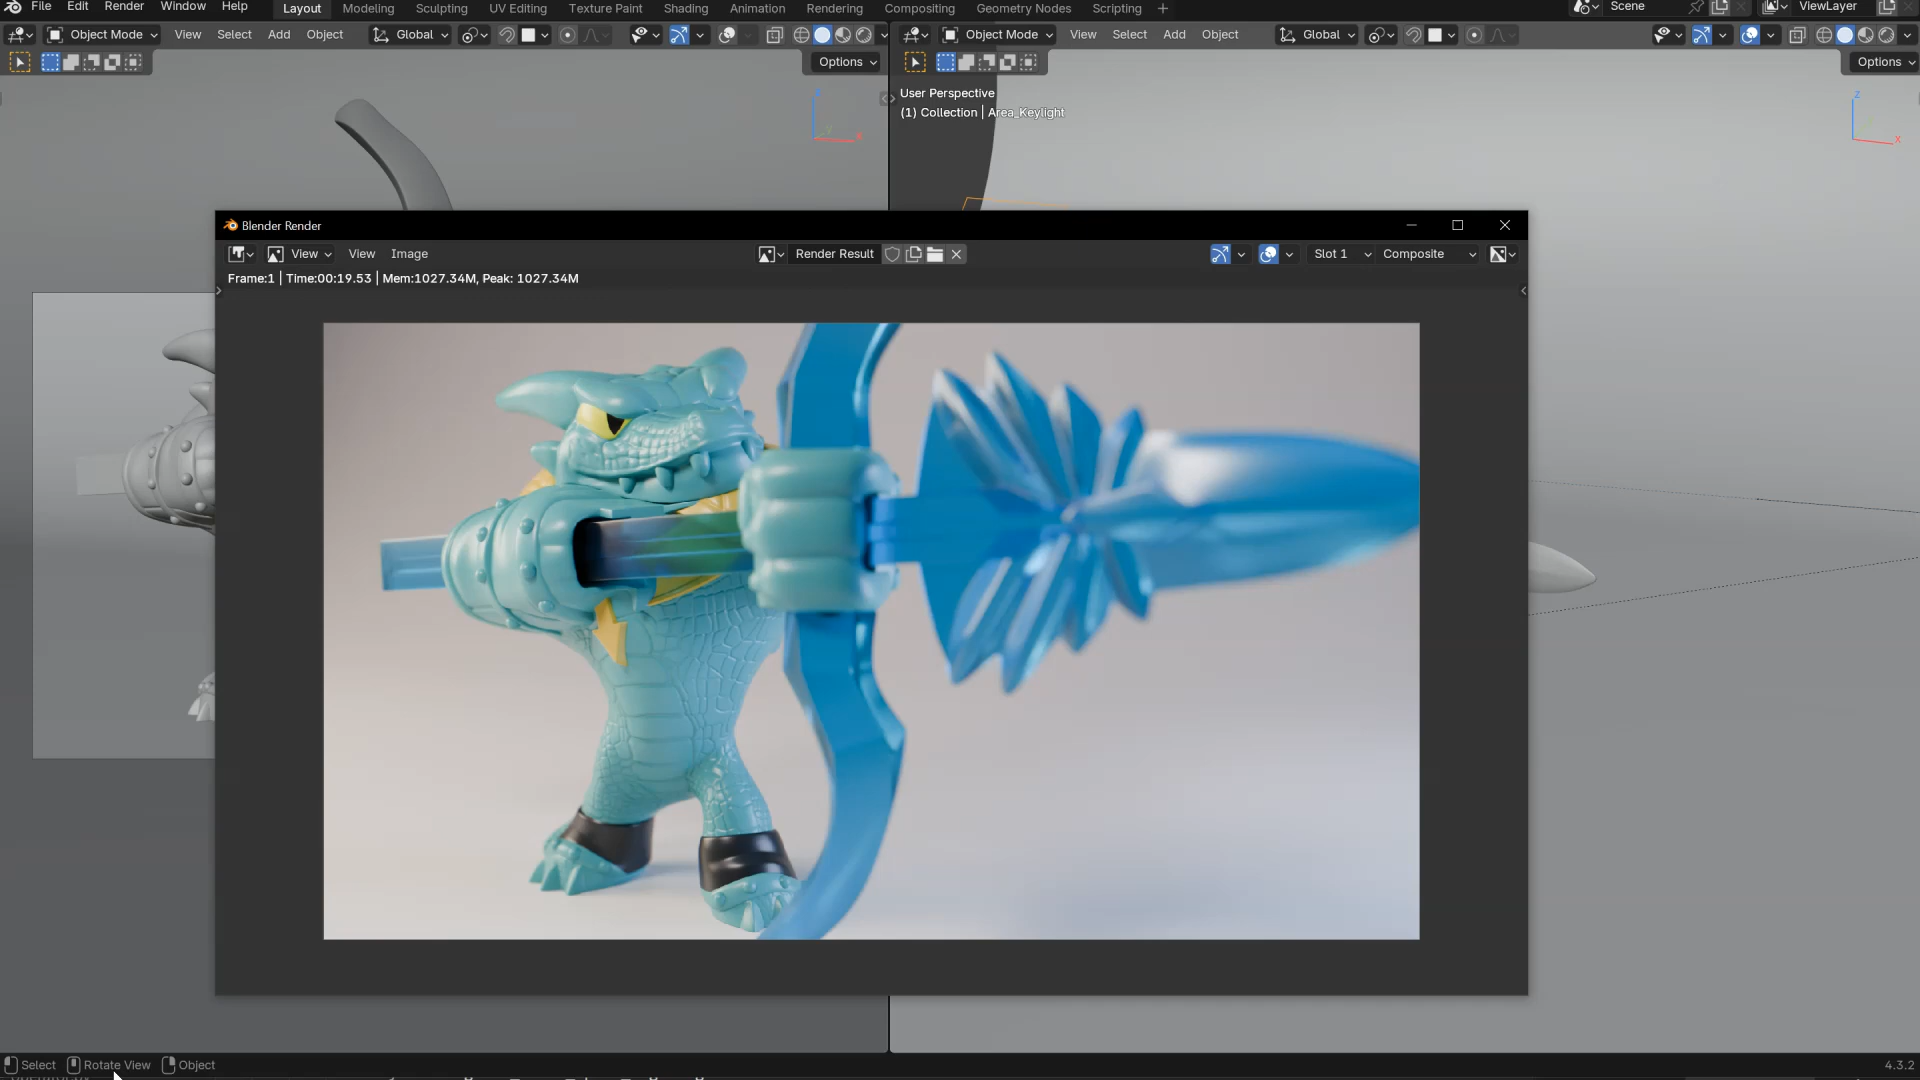 File Edit Render Window Help Layout Modeling Sculpting UV Editing Texture Paint Shading Animation Rendering Compositing Geometry Nodes Scripting + Scene ViewLayer
Object Mode View Select Add Object Global Object Mode View Select Add Object Global
Options Options
User Perspective
(1) Collection | Area_Keylight
Z
X
Y
Z
X
Blender Render
View View Image Render Result Slot 1 Composite
Frame:1 | Time:00:19.53 | Mem:1027.34M, Peak: 1027.34M
Select Rotate View Object 4.3.2